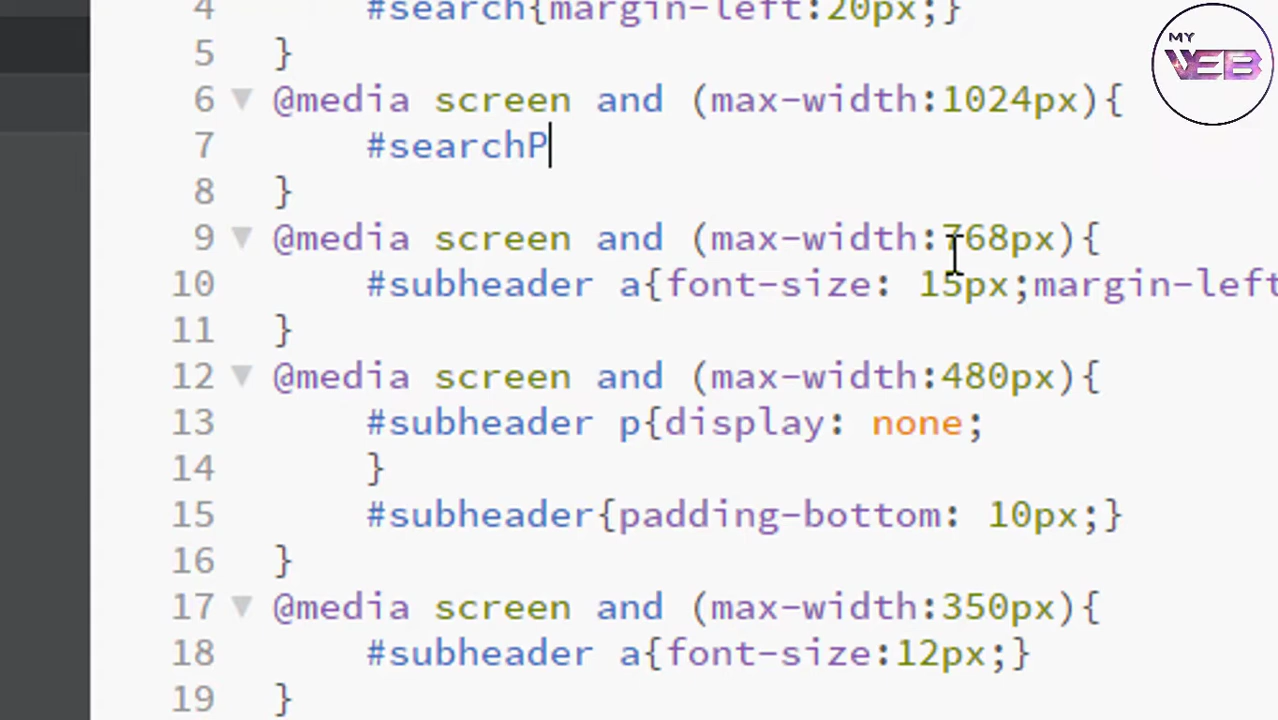 MY
WEB
4 #search{margin-left:20px;}
5 }
6 @media screen and (max-width:1024px){
7 #searchP
8 }
9 @media screen and (max-width:768px){
10 #subheader a{font-size: 15px;margin-left
11 }
12 @media screen and (max-width:480px){
13 #subheader p{display: none;
14 }
15 #subheader{padding-bottom: 10px;}
16 }
17 @media screen and (max-width:350px){
18 #subheader a{font-size:12px;}
19 }